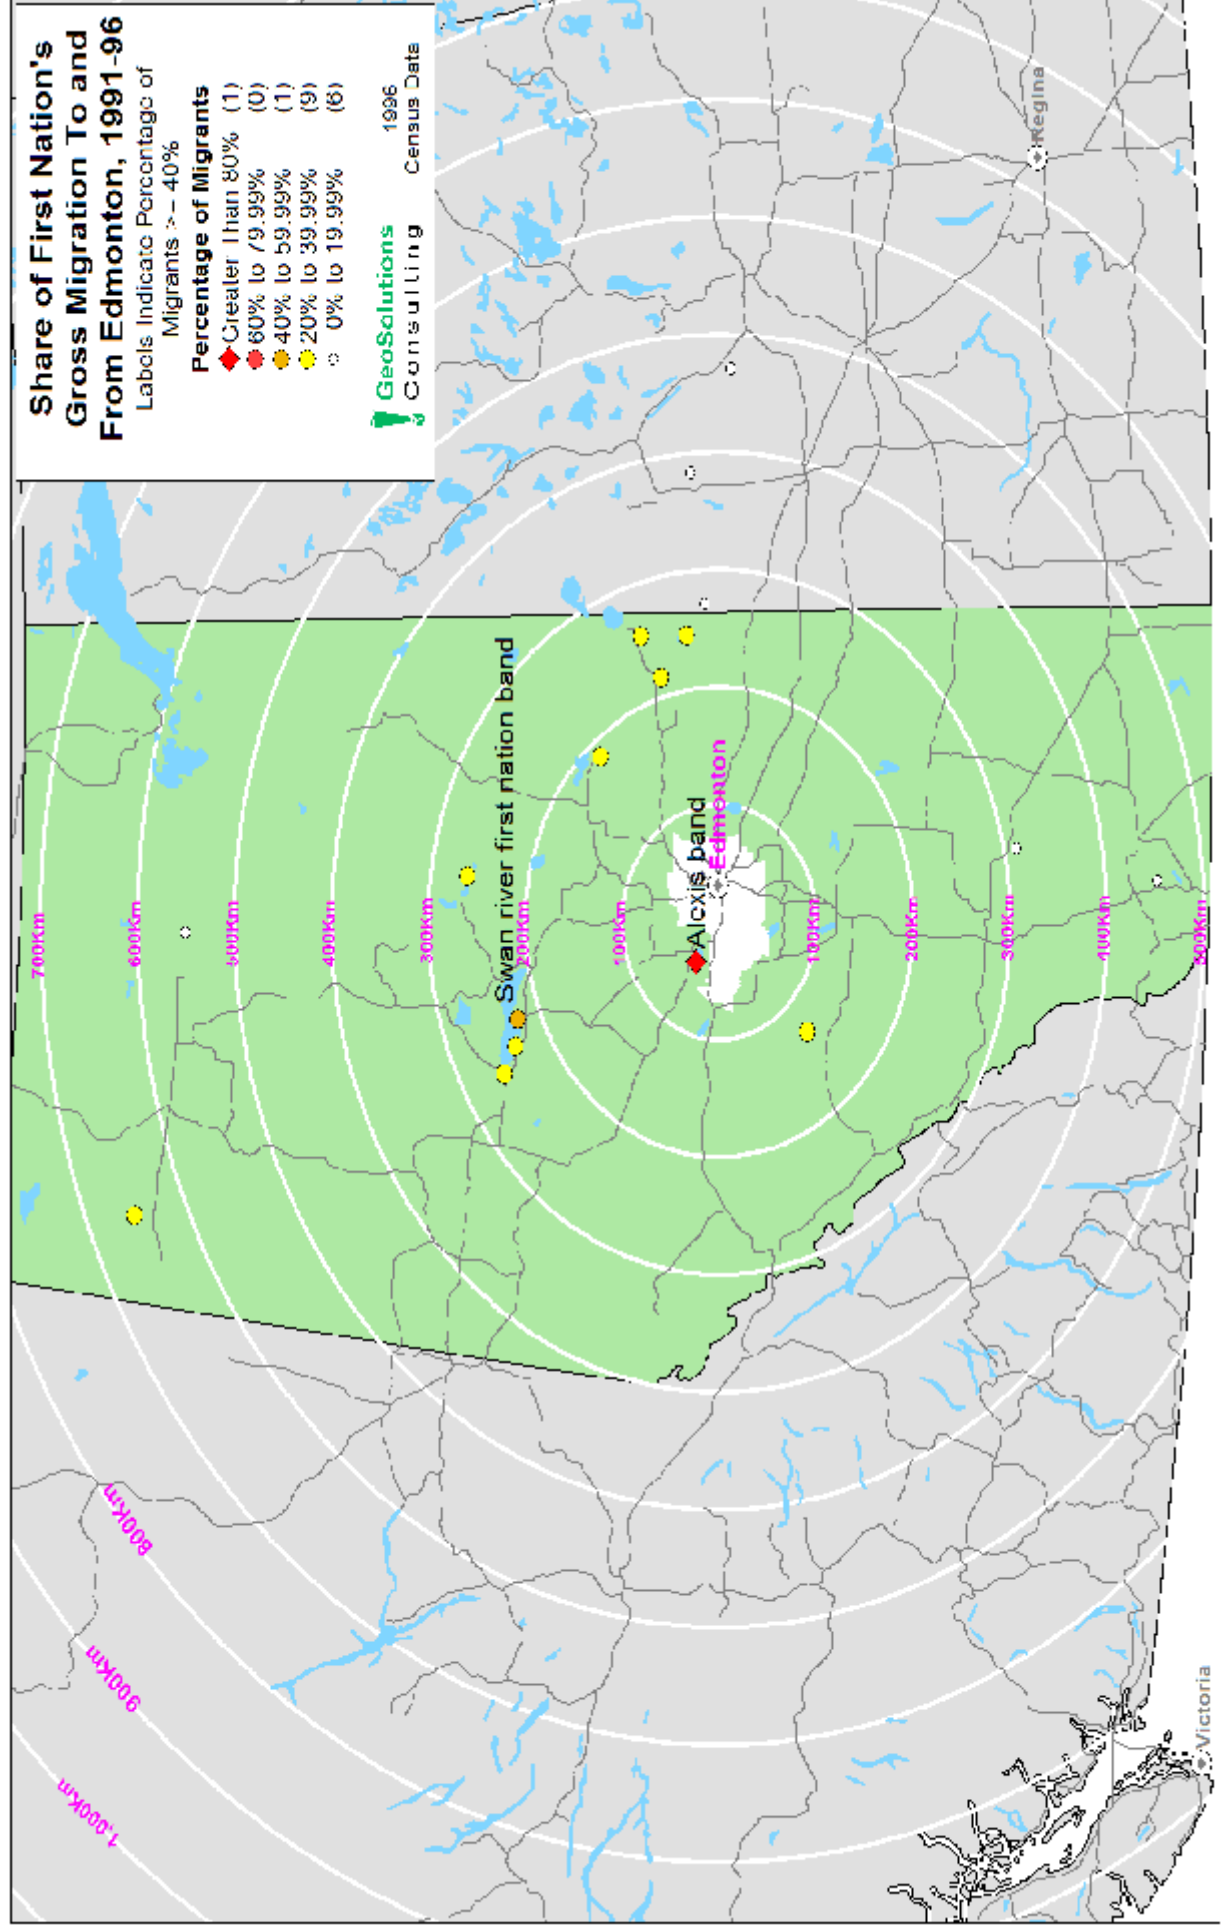 Share of First Nation's
Gross Migration To and
From Edmonton, 1991-96
Labels Indicate Percentage of
Migrants >= 40%
Percentage of Migrants
Greater Than 80% (1)
60% to 79.99% (0)
40% to 59.99% (1)
20% to 39.99% (9)
0% to 19.99% (6)
GeoSolutions 1996
Consulting Census Data
1,000Km
900Km
800Km
700Km
600Km
500Km
400Km
300Km
200Km
100Km
100Km
200Km
300Km
400Km
500Km
Swan river first nation band
Alexis band
Edmonton
Regina
Victoria